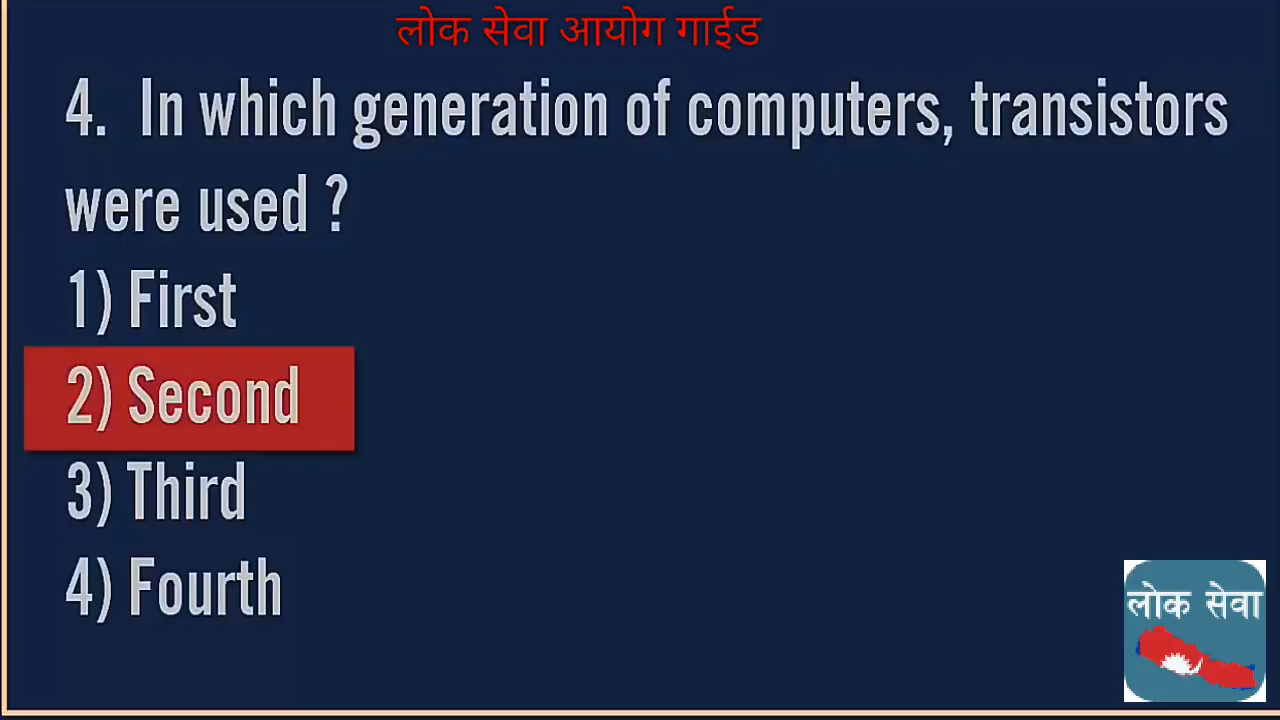 लोक सेवा आयोग गाईड
4. In which generation of computers, transistors
were used ?
1) First
2) Second
3) Third
4) Fourth
लोक सेवा